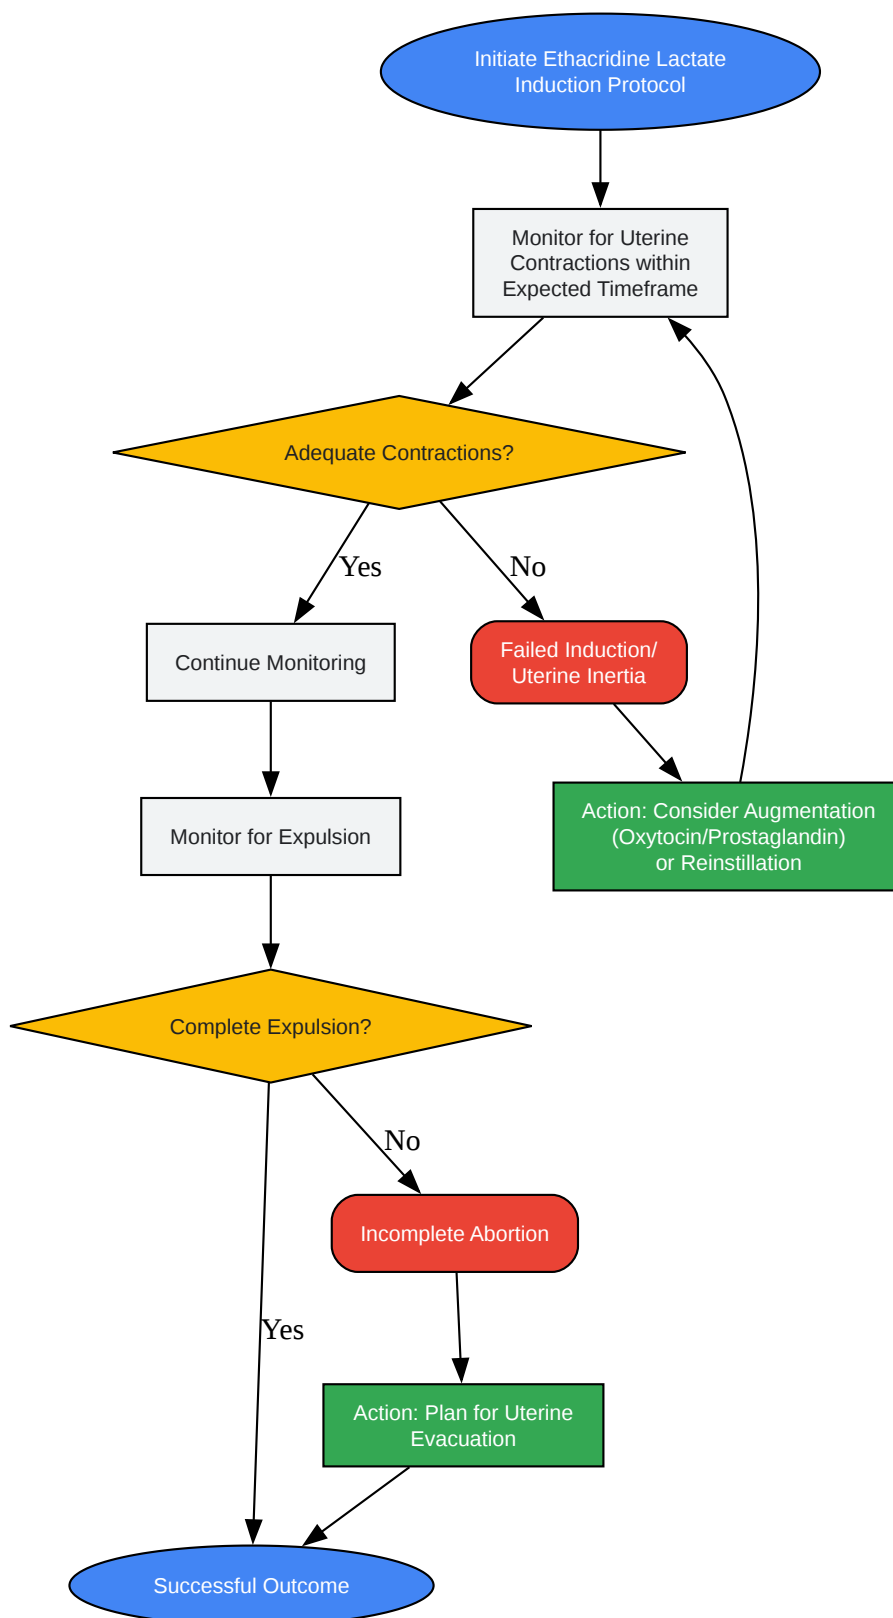 Initiate Ethacridine Lactate
Induction Protocol
Monitor for Uterine
Contractions within
Expected Timeframe
Adequate Contractions?
Yes
No
Continue Monitoring
Failed Induction/
Uterine Inertia
Monitor for Expulsion
Action: Consider Augmentation
(Oxytocin/Prostaglandin)
or Reinstillation
Complete Expulsion?
No
Incomplete Abortion
Yes
Action: Plan for Uterine
Evacuation
Successful Outcome